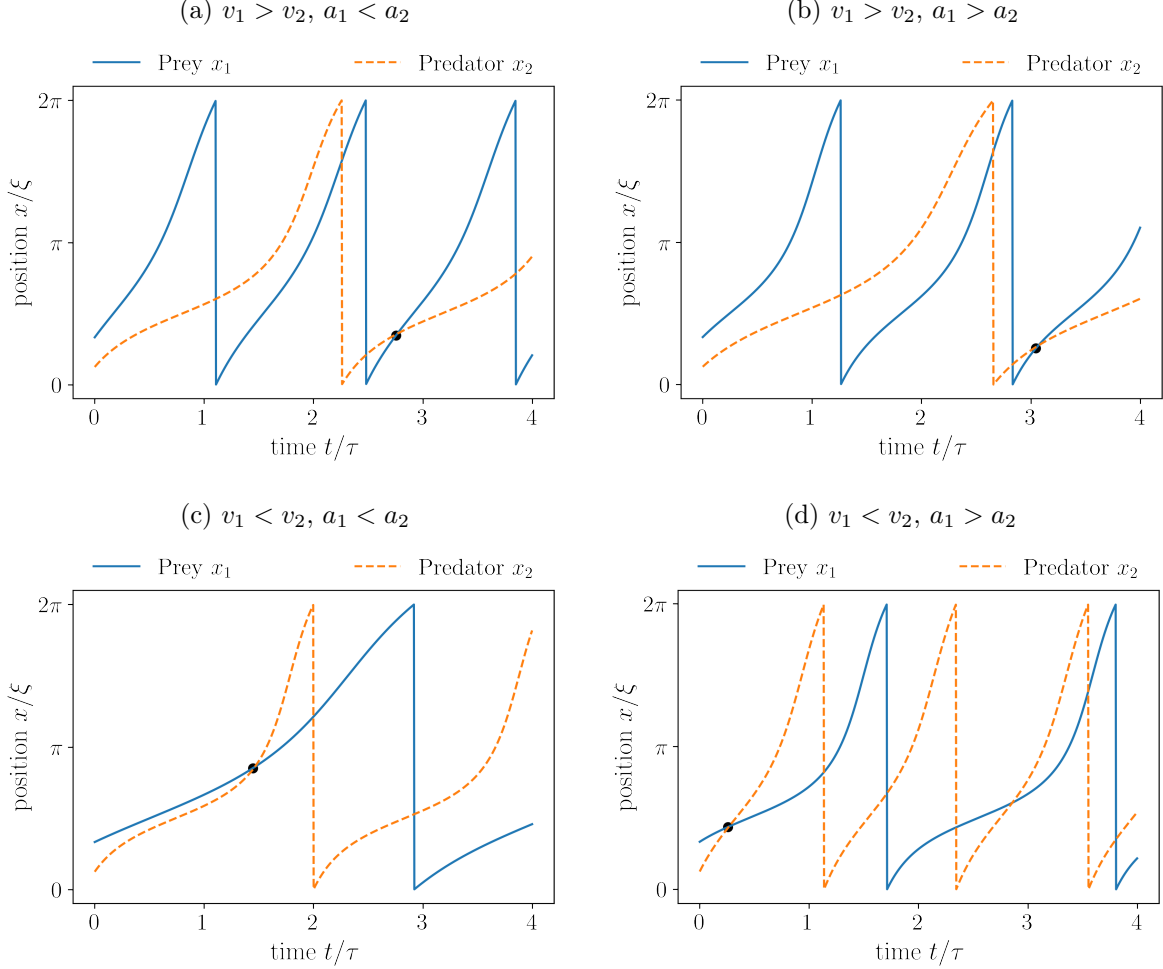 (a) v₁ > v₂, a₁ < a₂
Prey x₁
Predator x₂
2π
π
0
position x/ξ
0 1 2 3 4
time t/τ
(b) v₁ > v₂, a₁ > a₂
Prey x₁
Predator x₂
2π
π
0
position x/ξ
0 1 2 3 4
time t/τ
(c) v₁ < v₂, a₁ < a₂
Prey x₁
Predator x₂
2π
π
0
position x/ξ
0 1 2 3 4
time t/τ
(d) v₁ < v₂, a₁ > a₂
Prey x₁
Predator x₂
2π
π
0
position x/ξ
0 1 2 3 4
time t/τ